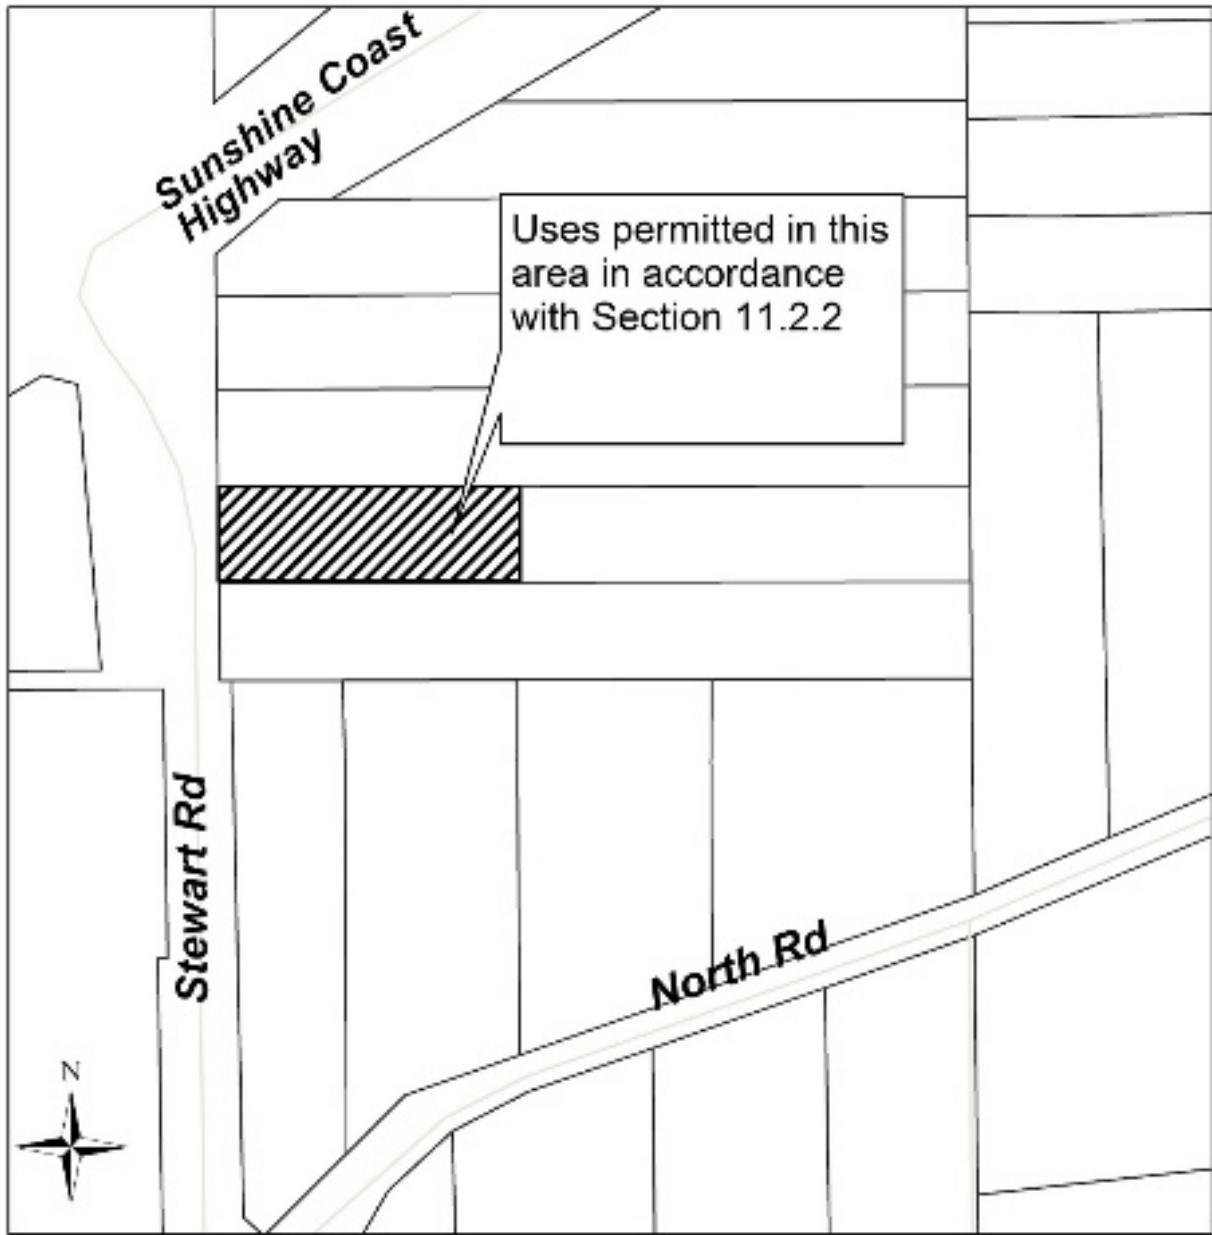 Sunshine Coast
Highway
Uses permitted in this
area in accordance
with Section 11.2.2
Stewart Rd
North Rd
N